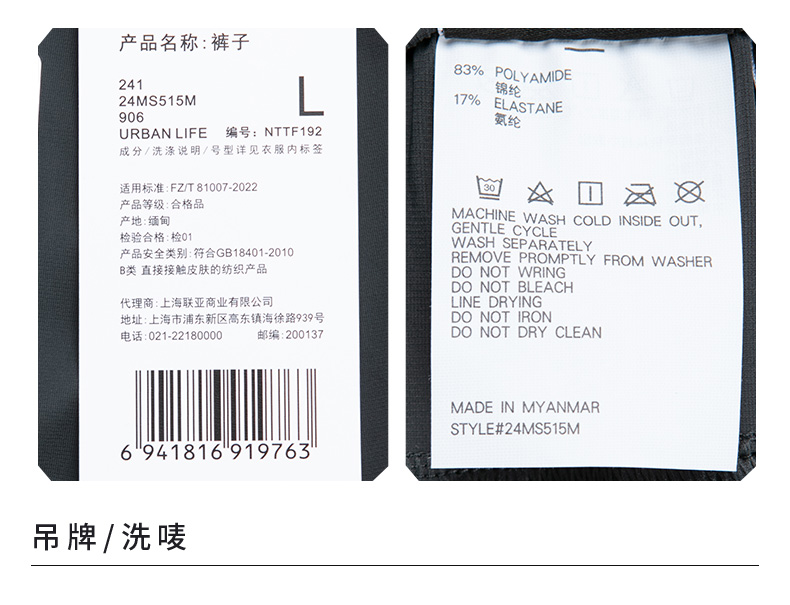 产品名称:裤子
241
24MS515M
L
906
URBAN LIFE 编号: NTTF192
成分/洗涤说明/号型详见衣服内标签
适用标准: FZ/T 81007-2022
产品等级: 合格品
产地: 缅甸
检验合格: 检01
产品安全类别: 符合GB18401-2010
B类 直接接触皮肤的纺织产品
代理商: 上海联亚商业有限公司
地址: 上海市浦东新区高东镇海徐路939号
电话: 021-22180000 邮编: 200137
6 941816 919763
83% POLYAMIDE
锦纶
17% ELASTANE
氨纶
30
MACHINE WASH COLD INSIDE OUT,
GENTLE CYCLE
WASH SEPARATELY
REMOVE PROMPTLY FROM WASHER
DO NOT WRING
DO NOT BLEACH
LINE DRYING
DO NOT IRON
DO NOT DRY CLEAN
MADE IN MYANMAR
STYLE#24MS515M
吊牌/洗唛